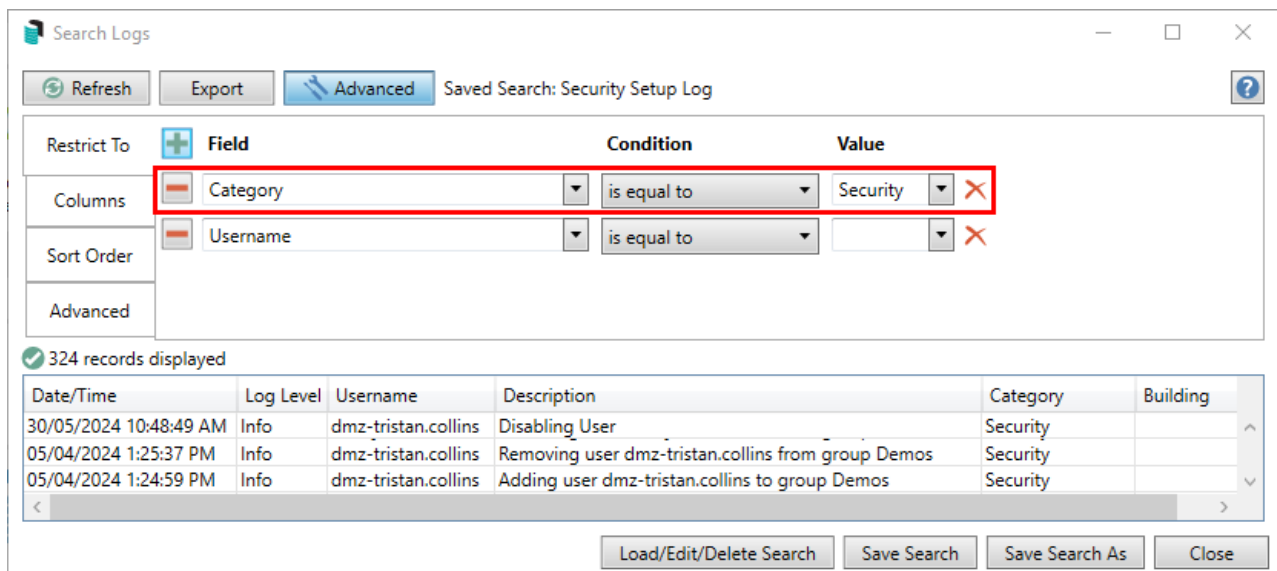 Search Logs
Refresh Export Advanced Saved Search: Security Setup Log
Restrict To Field Condition Value
Category is equal to Security
Columns
Username is equal to
Sort Order
Advanced
324 records displayed
Date/Time Log Level Username Description Category Building
30/05/2024 10:48:49 AM Info dmz-tristan.collins Disabling User Security
05/04/2024 1:25:37 PM Info dmz-tristan.collins Removing user dmz-tristan.collins from group Demos Security
05/04/2024 1:24:59 PM Info dmz-tristan.collins Adding user dmz-tristan.collins to group Demos Security
Load/Edit/Delete Search Save Search Save Search As Close